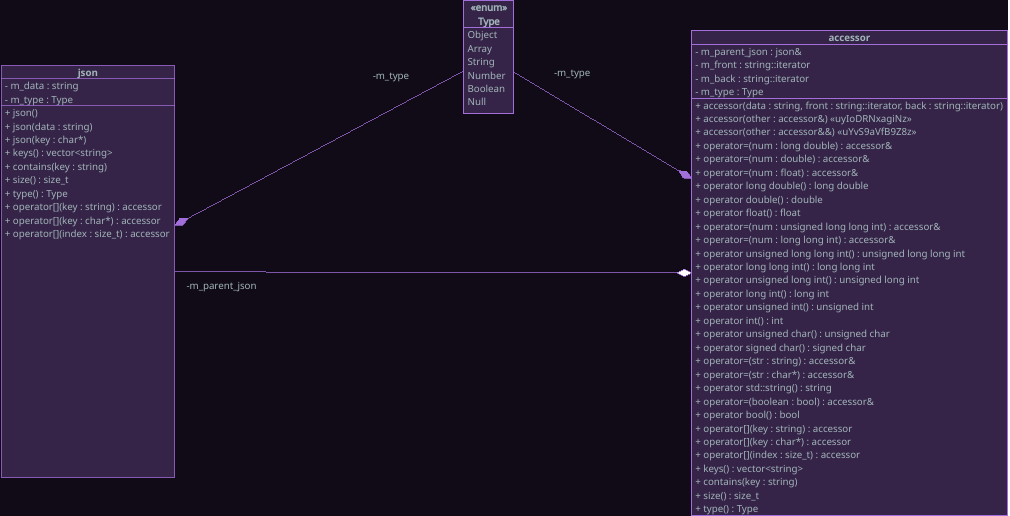 «enum»
Type
Object
Array
String
Number
Boolean
Null
json
- m_data : string
- m_type : Type
+ json()
+ json(data : string)
+ json(key : char*)
+ keys() : vector<string>
+ contains(key : string)
+ size() : size_t
+ type() : Type
+ operator[](key : string) : accessor
+ operator[](key : char*) : accessor
+ operator[](index : size_t) : accessor
-m_type
-m_type
-m_parent_json
accessor
- m_parent_json : json&
- m_front : string::iterator
- m_back : string::iterator
- m_type : Type
+ accessor(data : string, front : string::iterator, back : string::iterator)
+ accessor(other : accessor&) «uyIoDRNxagiNz»
+ accessor(other : accessor&&) «uYvS9aVfB9Z8z»
+ operator=(num : long double) : accessor&
+ operator=(num : double) : accessor&
+ operator=(num : float) : accessor&
+ operator long double() : long double
+ operator double() : double
+ operator float() : float
+ operator=(num : unsigned long long int) : accessor&
+ operator=(num : long long int) : accessor&
+ operator unsigned long long int() : unsigned long long int
+ operator long long int() : long long int
+ operator unsigned long int() : unsigned long int
+ operator long int() : long int
+ operator unsigned int() : unsigned int
+ operator int() : int
+ operator unsigned char() : unsigned char
+ operator signed char() : signed char
+ operator=(str : string) : accessor&
+ operator=(str : char*) : accessor&
+ operator std::string() : string
+ operator=(boolean : bool) : accessor&
+ operator bool() : bool
+ operator[](key : string) : accessor
+ operator[](key : char*) : accessor
+ operator[](index : size_t) : accessor
+ keys() : vector<string>
+ contains(key : string)
+ size() : size_t
+ type() : Type